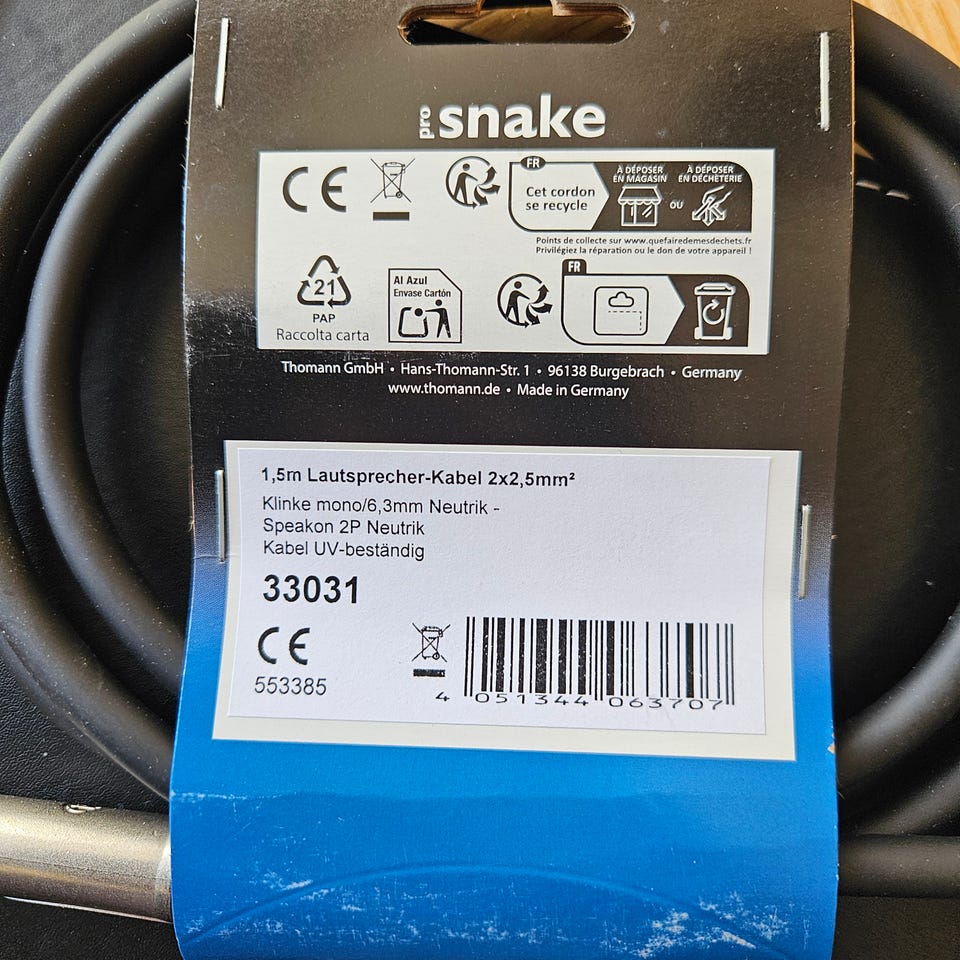 pro snake
CE
FR
Cet cordon
se recycle
À DÉPOSER
EN MAGASIN
OU
À DÉPOSER
EN DÉCHÈTERIE
Points de collecte sur www.quefairedemesdechets.fr
Privilégiez la réparation ou le don de votre appareil !
21
PAP
Raccolta carta
Al Azul
Envase Cartón
FR
Thomann GmbH • Hans-Thomann-Str. 1 • 96138 Burgebrach • Germany
www.thomann.de • Made in Germany
1,5m Lautsprecher-Kabel 2x2,5mm²
Klinke mono/6,3mm Neutrik -
Speakon 2P Neutrik
Kabel UV-beständig
33031
CE
553385
4 051344 063707